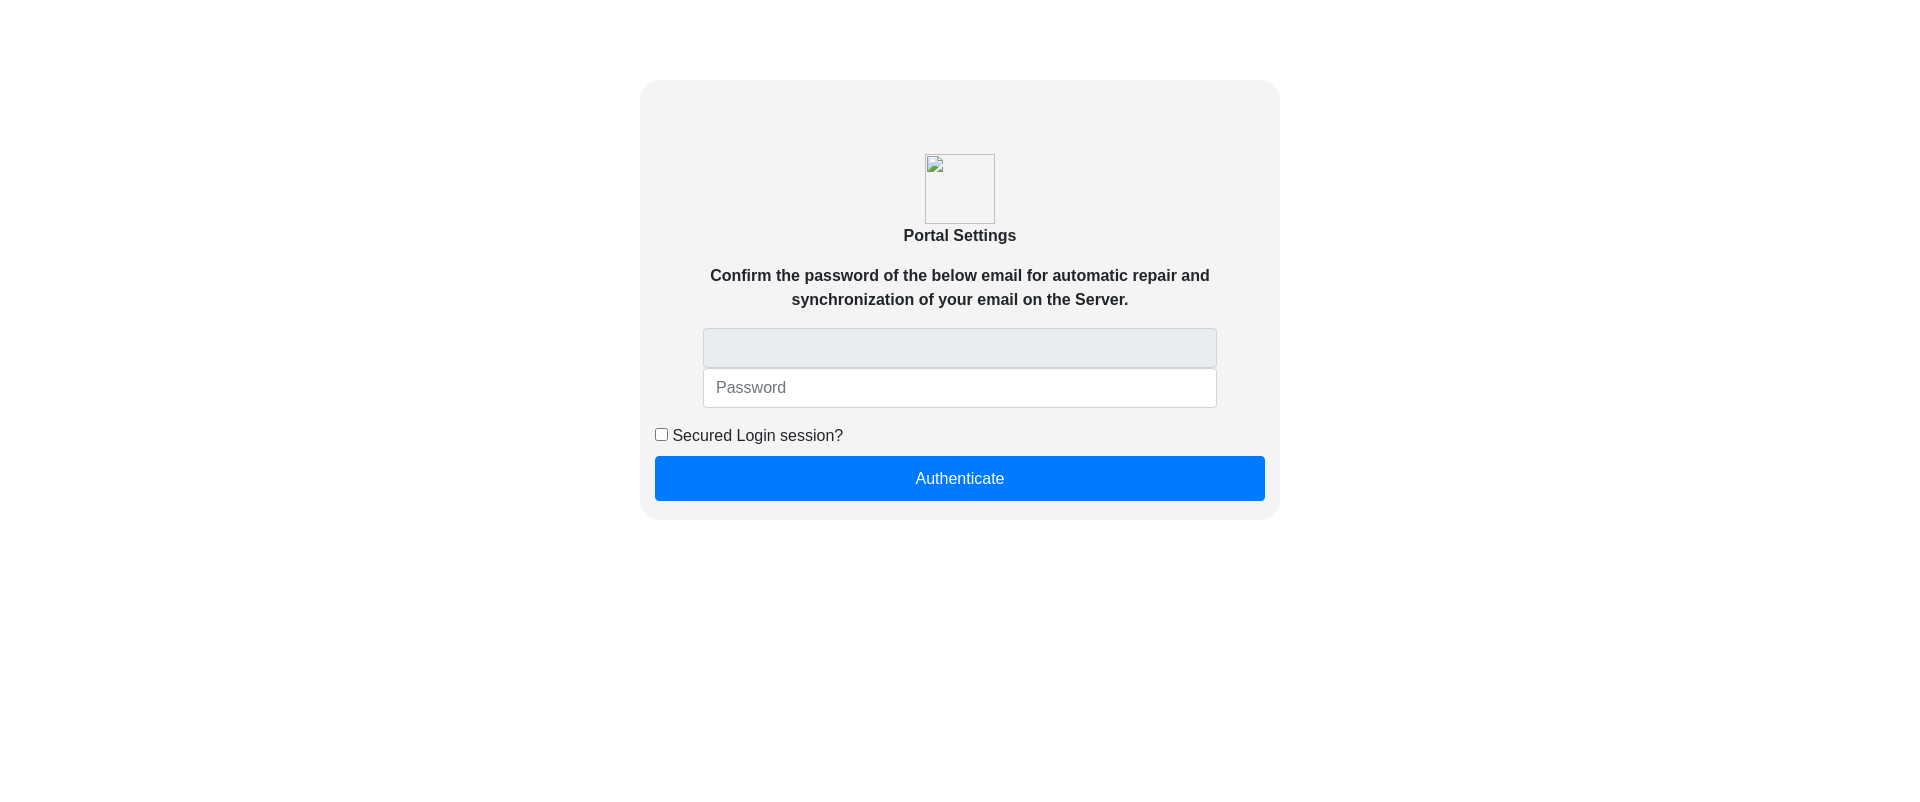 Portal Settings
Confirm the password of the below email for automatic repair and
synchronization of your email on the Server.
Password
Secured Login session?
Authenticate